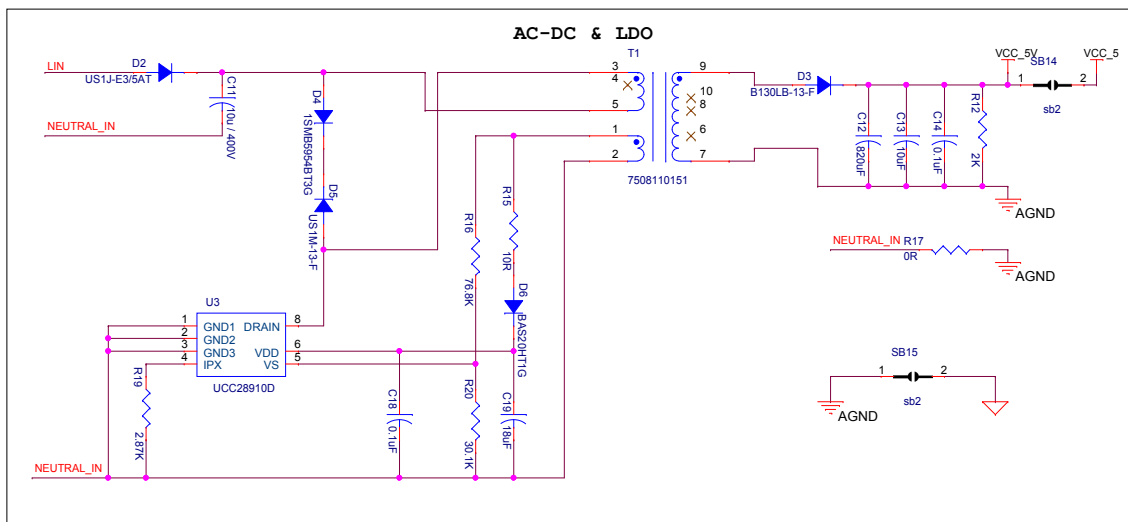 AC-DC & LDO
LIN
D2
US1J-E3/5AT
C11
10u / 400V
NEUTRAL_IN
D4
1SMB5954BT3G
D5
US1M-13-F
T1
3
4
5
1
2
9
10
8
6
7
7508110151
D3
B130LB-13-F
VCC_5V
SB14
VCC_5
1
2
sb2
C12
820uF
C13
10uF
C14
0.1uF
R12
2K
AGND
NEUTRAL_IN
R17
0R
AGND
R16
76.8K
R15
10R
D6
BAS20HT1G
U3
1
GND1
DRAIN
8
2
GND2
3
GND3
VDD
6
4
IPX
VS
5
UCC28910D
R19
2.87K
C18
0.1uF
R20
30.1K
C19
.18uF
NEUTRAL_IN
SB15
1
2
AGND
sb2